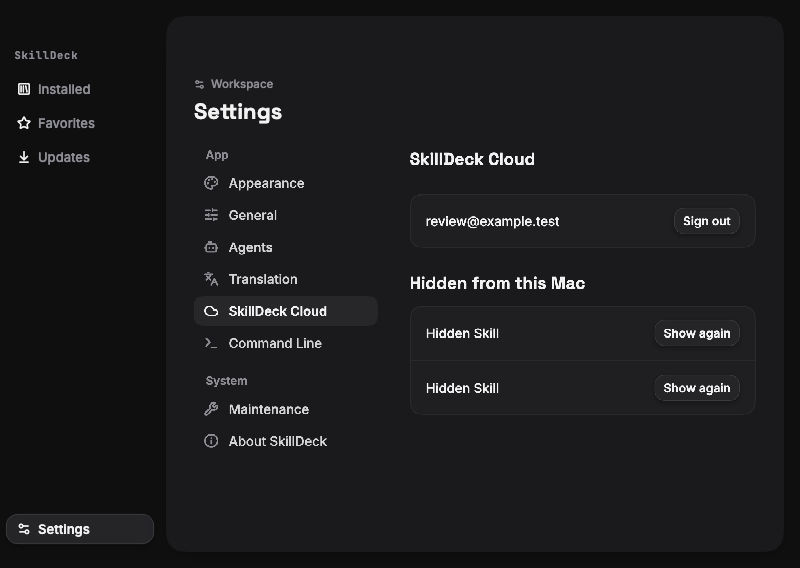 SkillDeck
Installed
Favorites
Updates
Settings
Workspace
Settings
App
Appearance
General
Agents
Translation
SkillDeck Cloud
Command Line
System
Maintenance
About SkillDeck
SkillDeck Cloud
review@example.test
Sign out
Hidden from this Mac
Hidden Skill
Show again
Hidden Skill
Show again